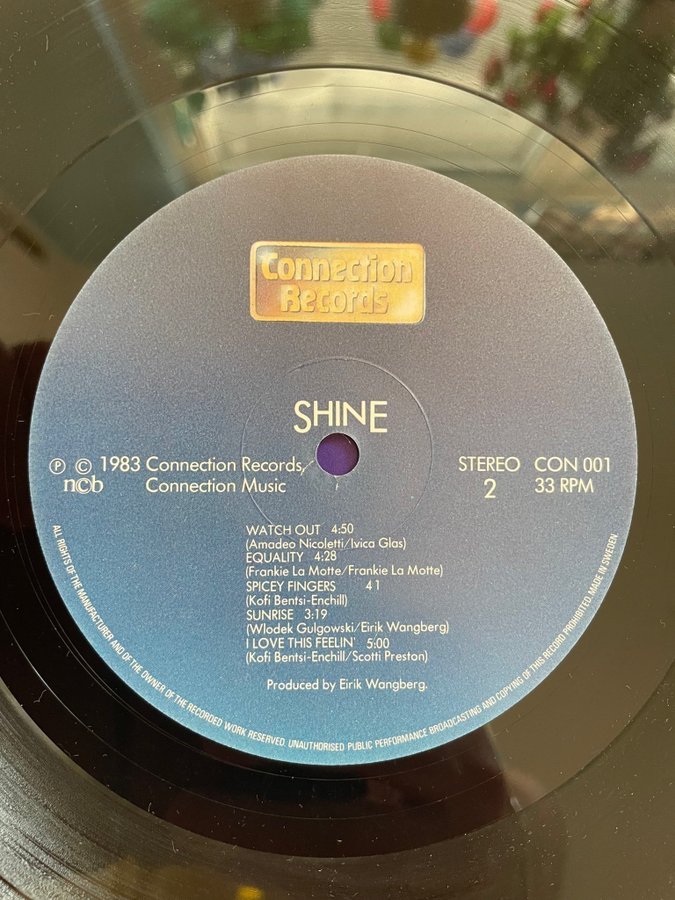 Connection
Records
SHINE
Ⓟ © 1983 Connection Records,
ncb Connection Music
STEREO CON 001
2 33 RPM
WATCH OUT 4:50
(Amadeo Nicoletti/Ivica Glas)
EQUALITY 4:28
(Frankie La Motte/Frankie La Motte)
SPICEY FINGERS 4 1
(Kofi Bentsi-Enchill)
SUNRISE 3:19
(Wlodek Gulgowski/Eirik Wangberg)
I LOVE THIS FEELIN' 5:00
(Kofi Bentsi-Enchill/Scotti Preston)
Produced by Eirik Wangberg.
ALL RIGHTS OF THE MANUFACTURER AND OF THE OWNER OF THE RECORDED WORK RESERVED. UNAUTHORISED PUBLIC PERFORMANCE BROADCASTING AND COPYING OF THIS RECORD PROHIBITED. MADE IN SWEDEN